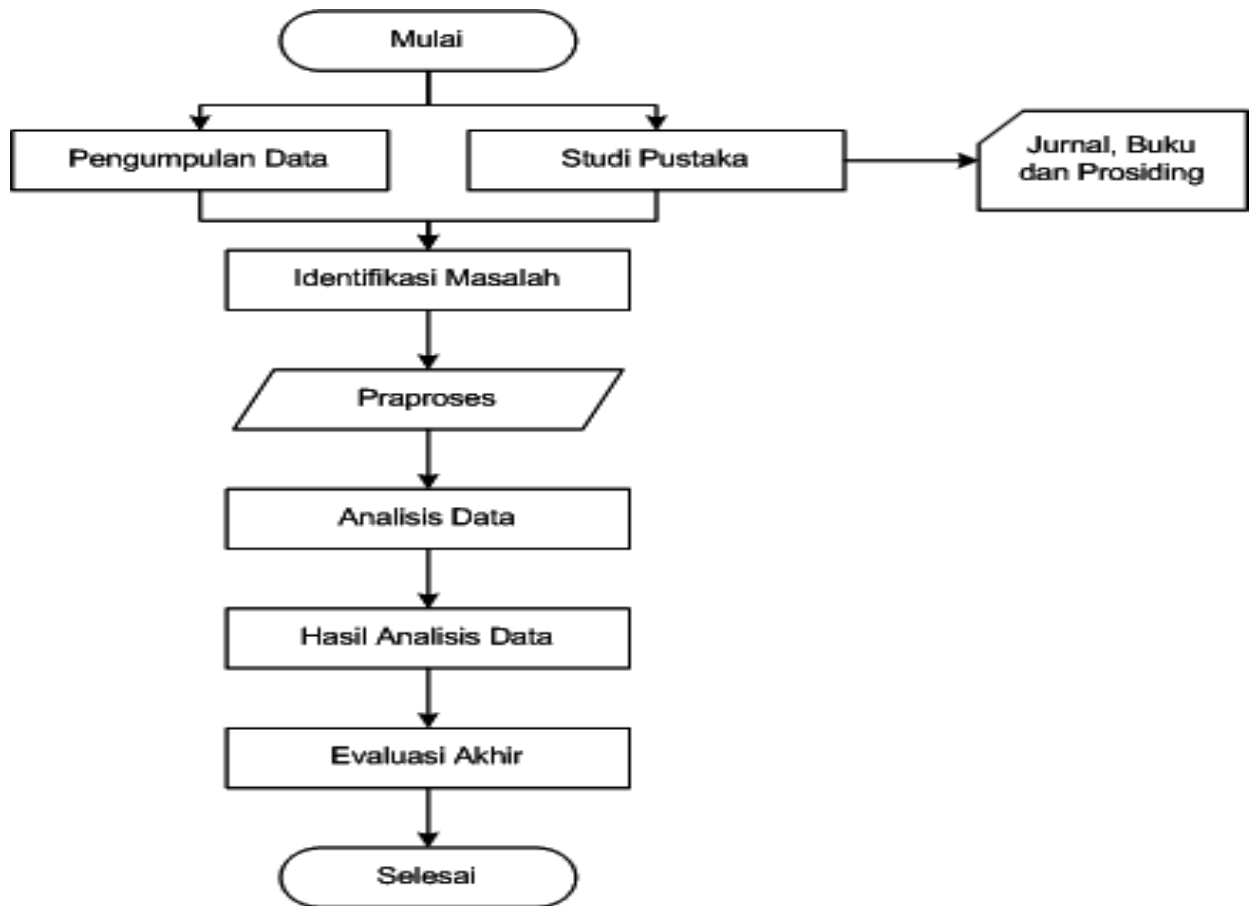 Mulai
Pengumpulan Data
Studi Pustaka
Jurnal, Buku
dan Prosiding
Identifikasi Masalah
Praproses
Analisis Data
Hasil Analisis Data
Evaluasi Akhir
Selesai